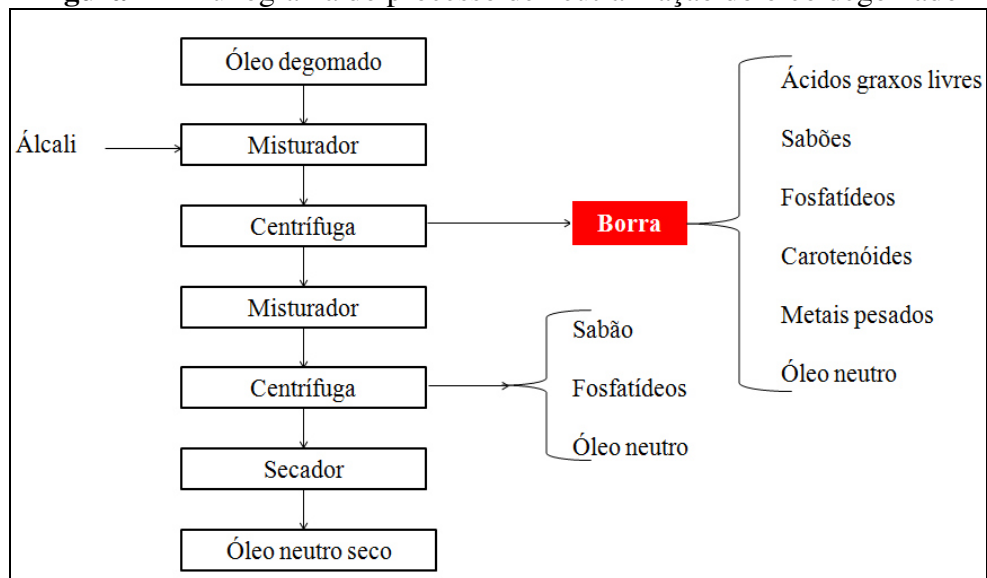 Óleo degomado
Álcali
Misturador
Centrífuga
Borra
Ácidos graxos livres
Sabões
Fosfatídeos
Carotenóides
Metais pesados
Óleo neutro
Misturador
Centrífuga
Sabão
Fosfatídeos
Óleo neutro
Secador
Óleo neutro seco